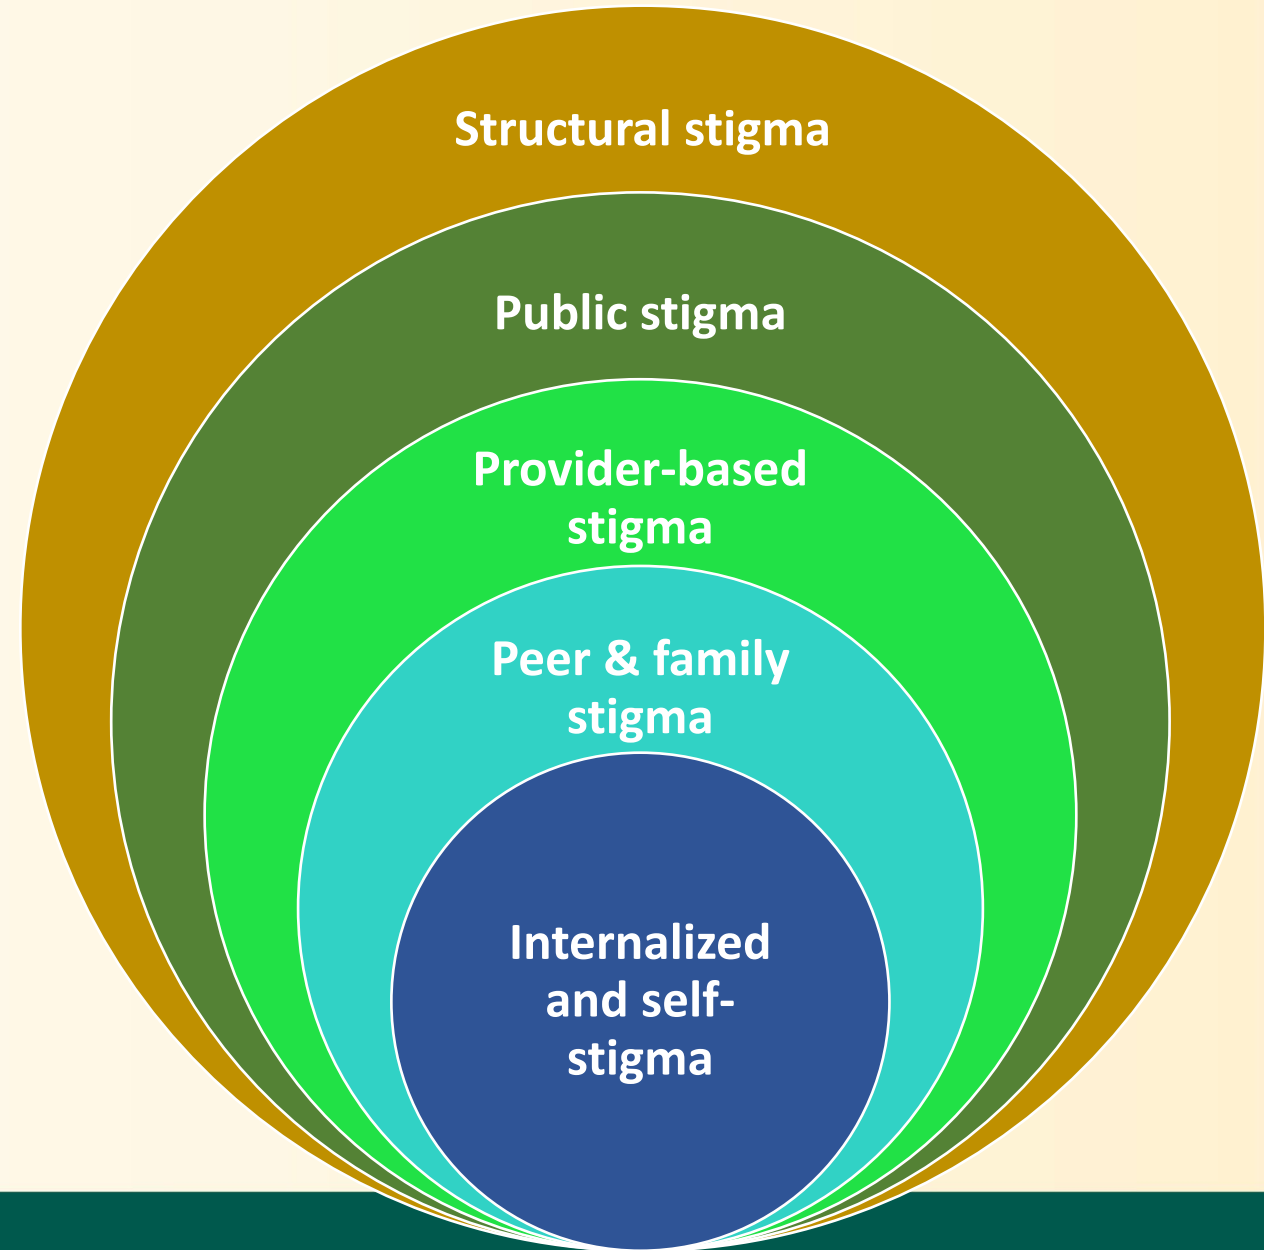 Structural stigma
Public stigma
Provider-based
stigma
Peer & family
stigma
Internalized
and self-
stigma